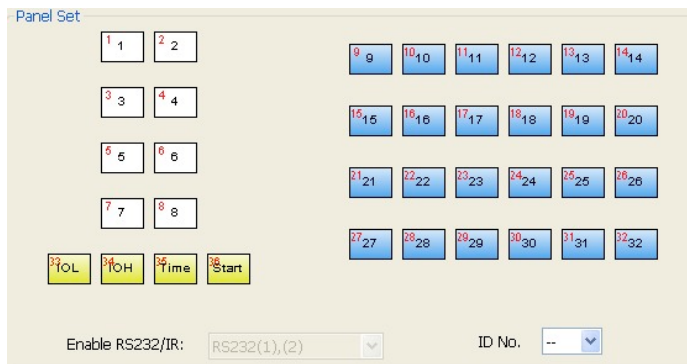 Panel Set
1 1 2 2
9 9 10 10 11 11 12 12 13 13 14 14
3 3 4 4
15 15 16 16 17 17 18 18 19 19 20 20
5 5 6 6
21 21 22 22 23 23 24 24 25 25 26 26
7 7 8 8
27 27 28 28 29 29 30 30 31 31 32 32
33 IOL 34 IOH 35 Time 36 Start
Enable RS232/IR: RS232(1),(2) ID No. --